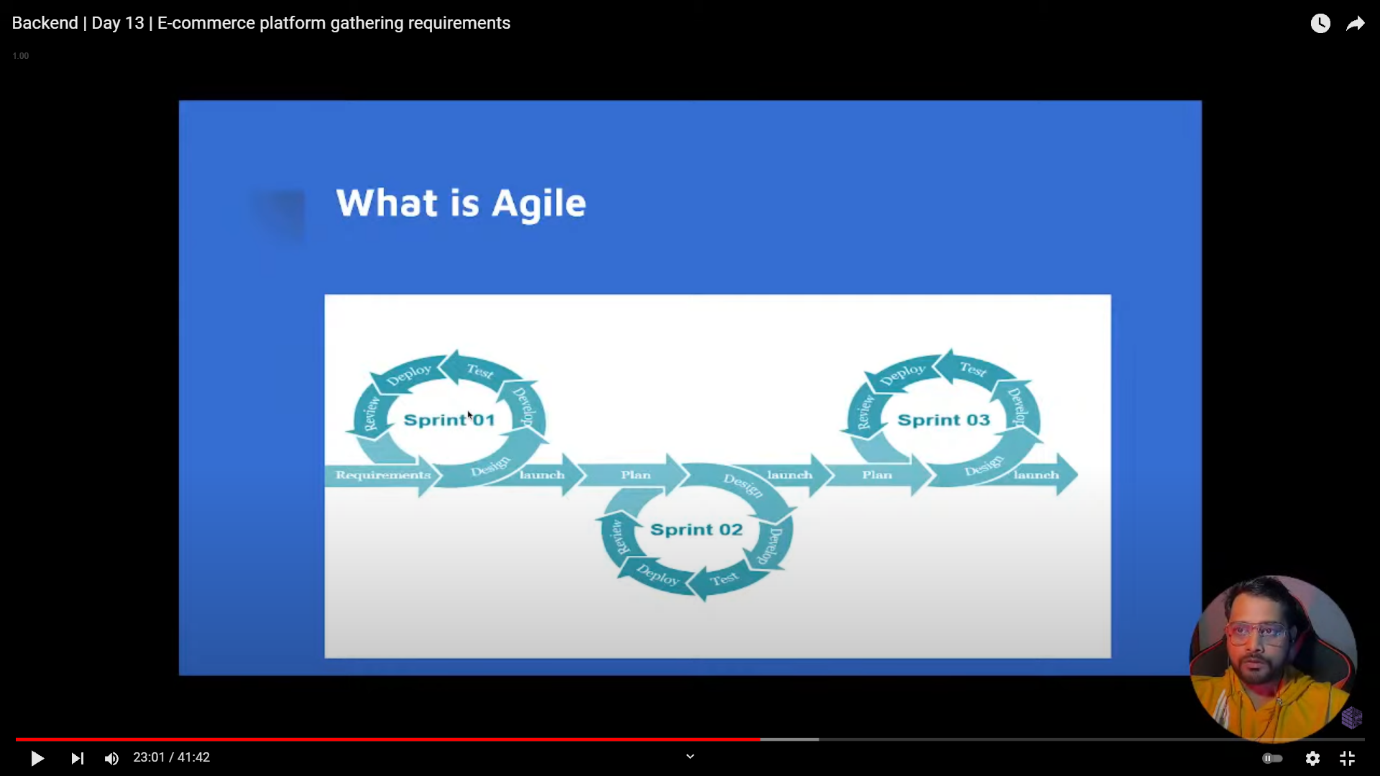 Backend | Day 13 | E-commerce platform gathering requirements
1.00
What is Agile
Deploy
Test
Review
Develop
Sprint 01
Requirements
Design
launch
Plan
Design
launch
Review
Develop
Sprint 02
Deploy
Test
Deploy
Test
Review
Develop
Sprint 03
Plan
Design
launch
23:01 / 41:42